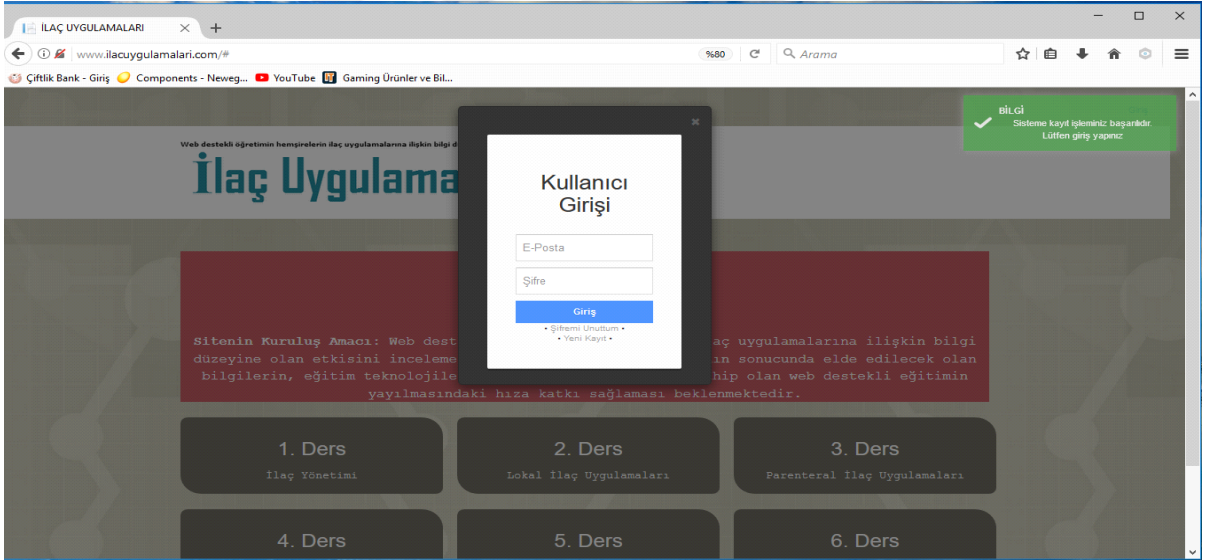 İLAÇ UYGULAMALARI
www.ilacuygulamalari.com/#
%80
Arama
Çiftlik Bank - Giriş
Components - Neweg...
YouTube
Gaming Ürünler ve Bil...
BİLGİ
Sisteme kayıt işleminiz başarılıdır.
Lütfen giriş yapınız
Web destekli öğretimin hemşirelerin ilaç uygulamalarına ilişkin bilgi d
İlaç Uygulama
Kullanıcı
Girişi
E-Posta
Şifre
Giriş
• Şifremi Unuttum •
• Yeni Kayıt •
Sitenin Kuruluş Amacı: Web dest
aç uygulamalarına ilişkin bilgi
düzeyine olan etkisini inceleme
ın sonucunda elde edilecek olan
bilgilerin, eğitim teknolojile
hip olan web destekli eğitimin
yayılmasındaki hıza katkı sağlaması beklenmektedir.
1. Ders
İlaç Yönetimi
2. Ders
Lokal İlaç Uygulamaları
3. Ders
Parenteral İlaç Uygulamaları
4. Ders
5. Ders
6. Ders